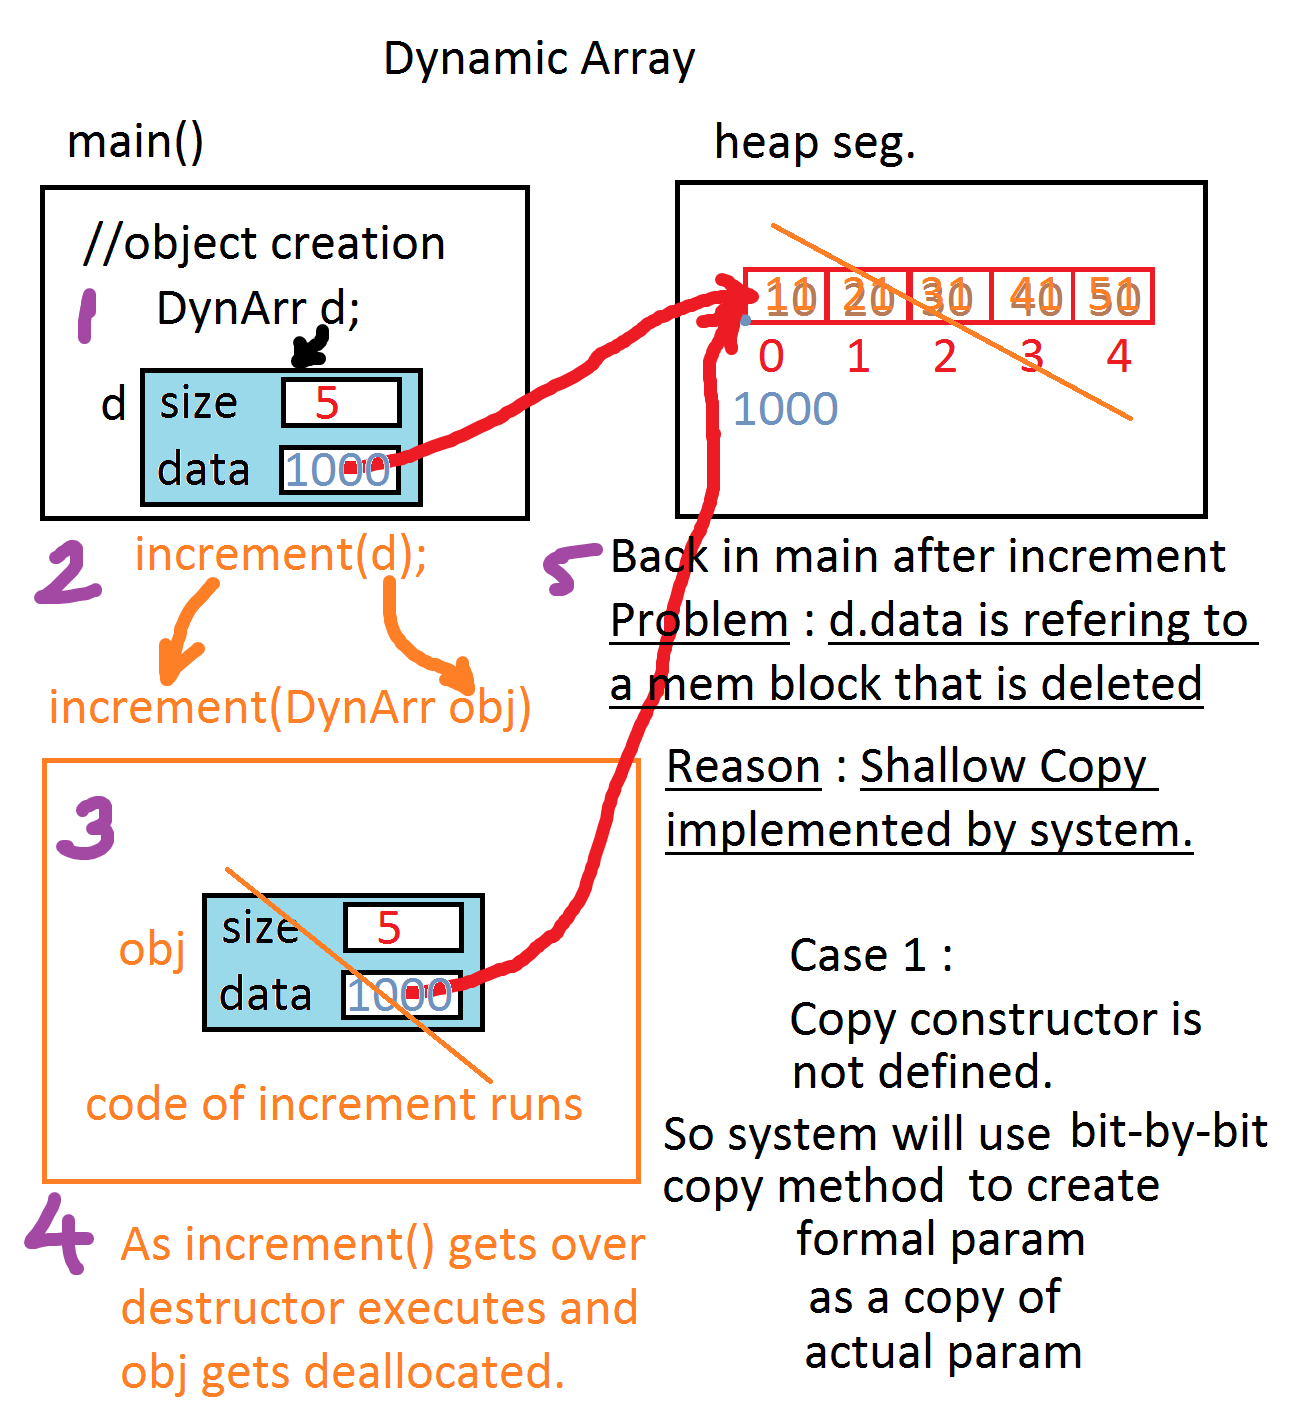 Dynamic Array
main()
heap seg.
//object creation
1
DynArr d;
d
size 5
data 1000
11 21 31 41 51
10 20 30 40 50
0 1 2 3 4
1000
2
increment(d);
increment(DynArr obj)
3
obj
size 5
data 1000
code of increment runs
4
As increment() gets over
destructor executes and
obj gets deallocated.
5
Back in main after increment
Problem : d.data is refering to
a mem block that is deleted
Reason : Shallow Copy
implemented by system.
Case 1 :
Copy constructor is
not defined.
So system will use bit-by-bit
copy method to create
formal param
as a copy of
actual param